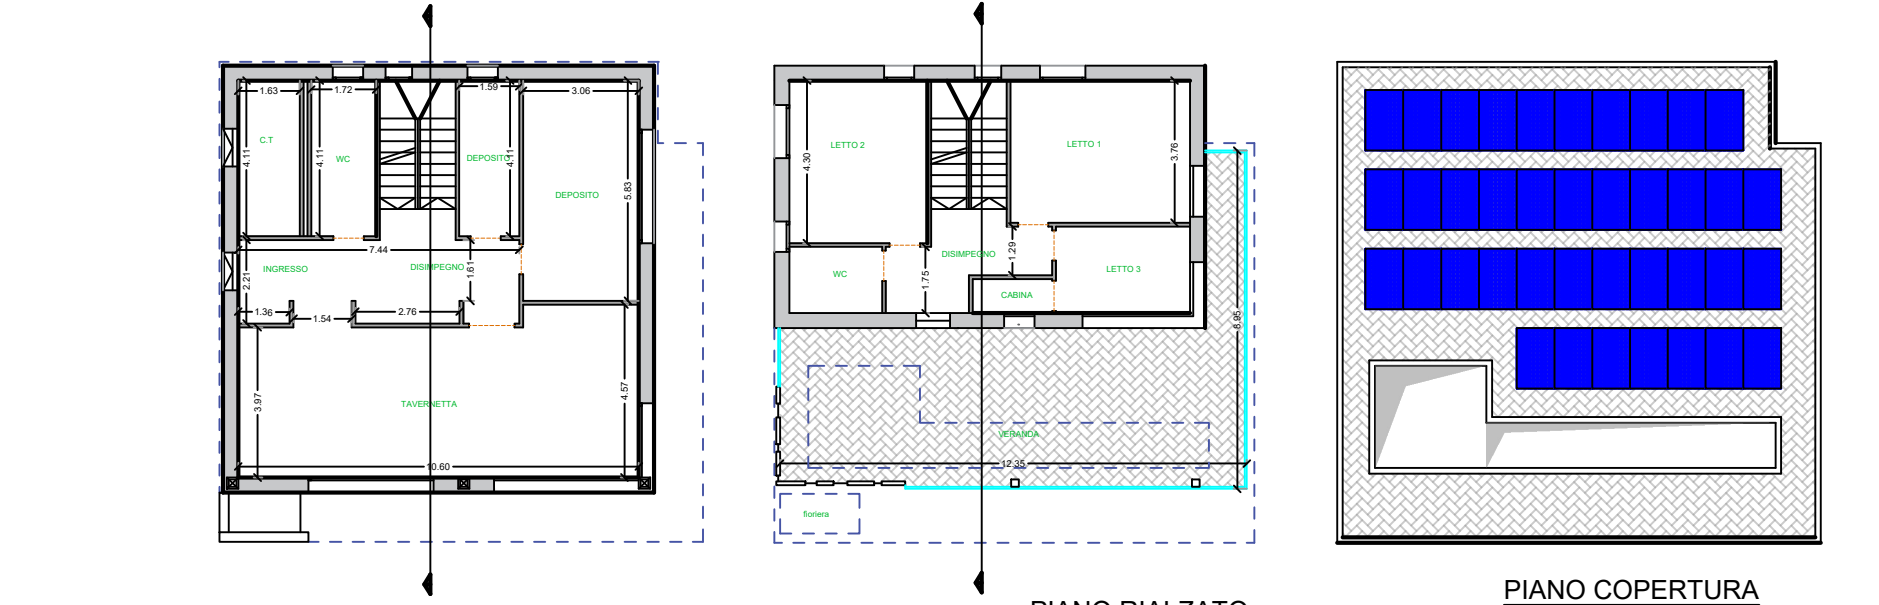 1.63
1.72
1.59
3.06
C.T
4.11
WC
4.11
DEPOSITO
4.11
DEPOSITO
5.83
7.44
INGRESSO
DISIMPEGNO
1.61
2.21
1.36
1.54
2.76
3.97
TAVERNETTA
4.57
10.60
LETTO 2
4.30
LETTO 1
3.76
DISIMPEGNO
1.29
WC
1.75
LETTO 3
CABINA
8.95
VERANDA
12.35
fioriera
PIANO RIALZATO
PIANO COPERTURA